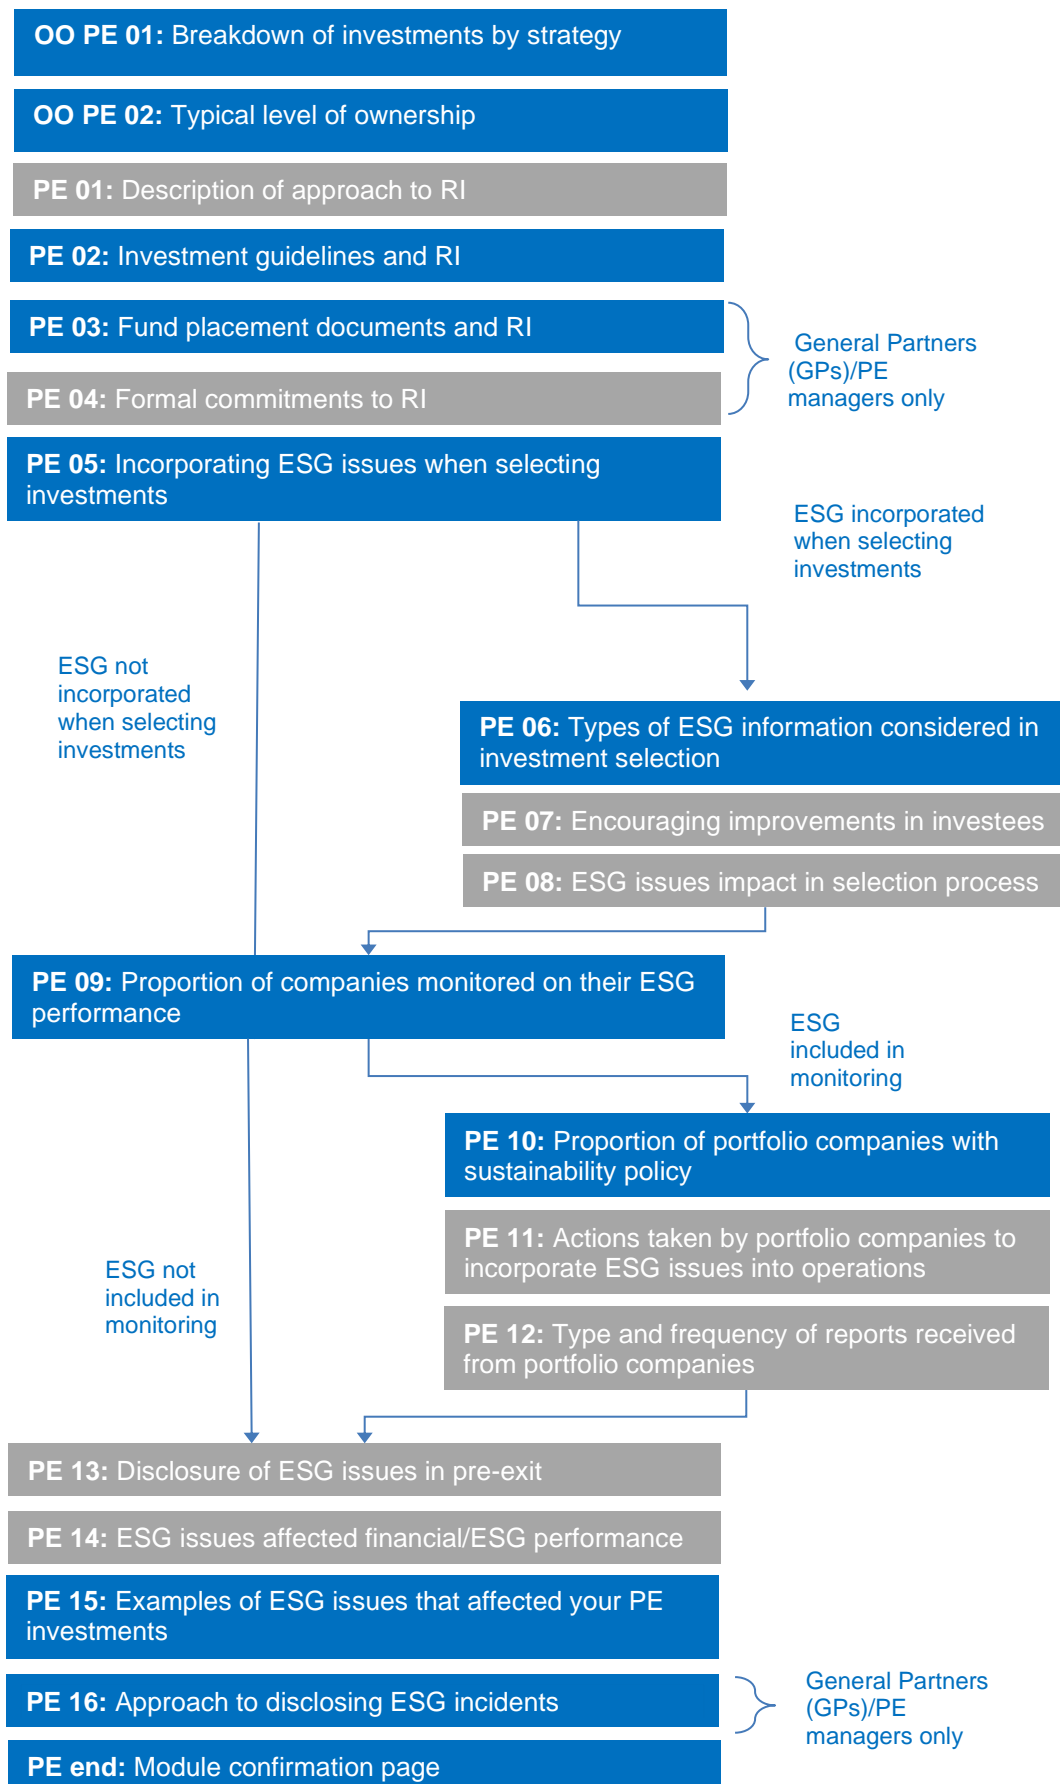 OO PE 01: Breakdown of investments by strategy
OO PE 02: Typical level of ownership
PE 01: Description of approach to RI
PE 02: Investment guidelines and RI
PE 03: Fund placement documents and RI
General Partners
(GPs)/PE
managers only
PE 04: Formal commitments to RI
PE 05: Incorporating ESG issues when selecting
investments
ESG incorporated
when selecting
investments
ESG not
incorporated
when selecting
investments
PE 06: Types of ESG information considered in
investment selection
PE 07: Encouraging improvements in investees
PE 08: ESG issues impact in selection process
PE 09: Proportion of companies monitored on their ESG
performance
ESG
included in
monitoring
PE 10: Proportion of portfolio companies with
sustainability policy
PE 11: Actions taken by portfolio companies to
incorporate ESG issues into operations
ESG not
included in
monitoring
PE 12: Type and frequency of reports received
from portfolio companies
PE 13: Disclosure of ESG issues in pre-exit
PE 14: ESG issues affected financial/ESG performance
PE 15: Examples of ESG issues that affected your PE
investments
PE 16: Approach to disclosing ESG incidents
General Partners
(GPs)/PE
managers only
PE end: Module confirmation page